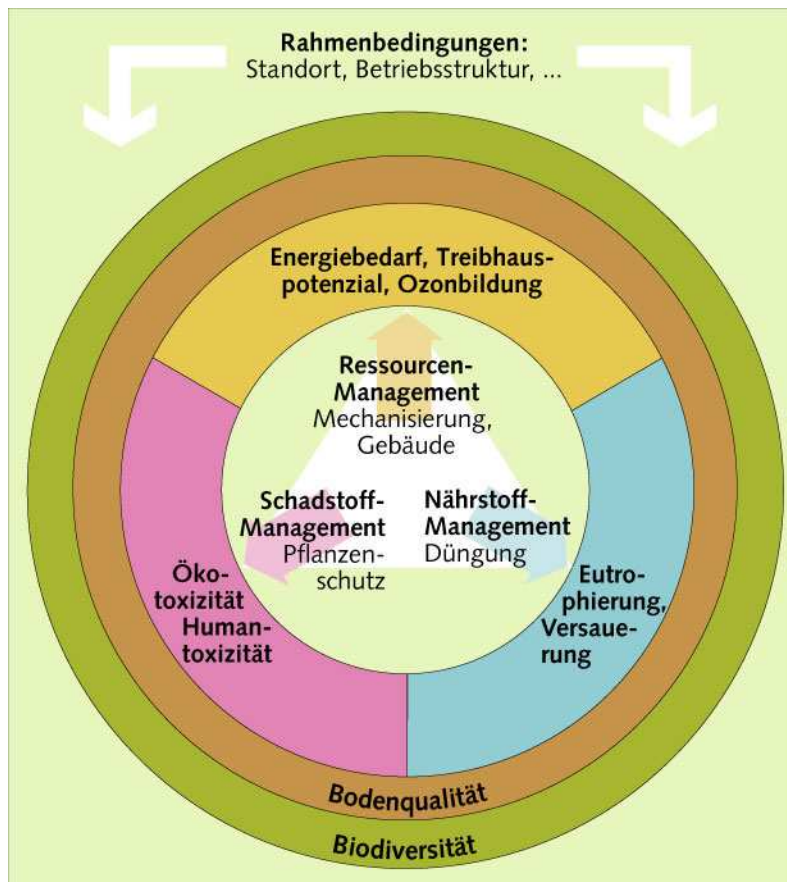 Rahmenbedingungen:
Standort, Betriebsstruktur, ...
Energiebedarf, Treibhaus-
potenzial, Ozonbildung
Ressourcen-
Management
Mechanisierung,
Gebäude
Schadstoff-
Management
Pflanzen-
schutz
Nährstoff-
Management
Düngung
Öko-
toxizität
Human-
toxizität
Eutro-
phierung,
Versaue-
rung
Bodenqualität
Biodiversität